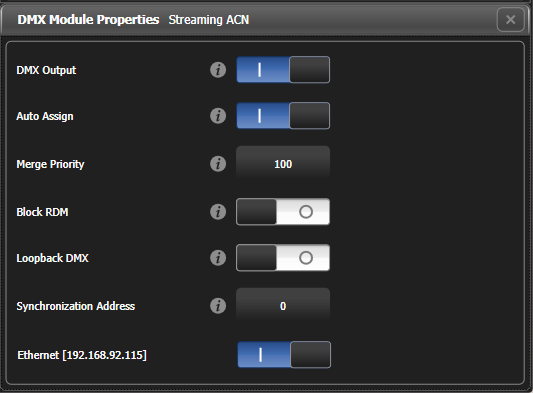 DMX Module Properties Streaming ACN
DMX Output
Auto Assign
Merge Priority 100
Block RDM
Loopback DMX
Synchronization Address 0
Ethernet [192.168.92.115]